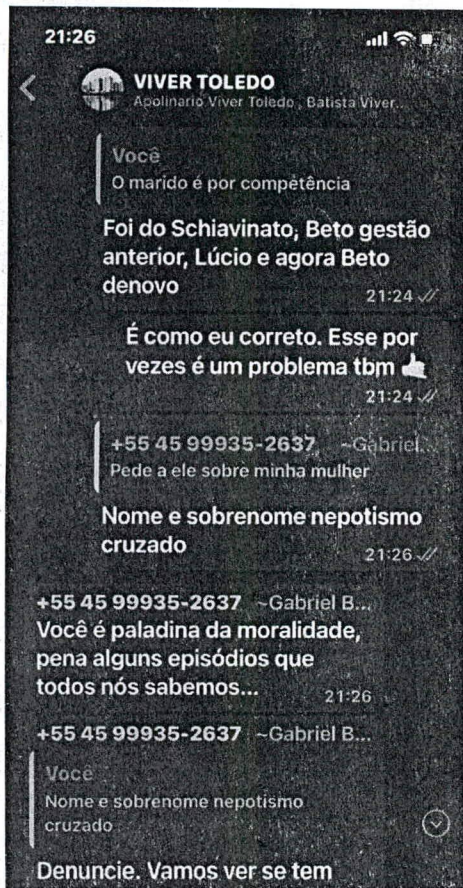 21:26
VIVER TOLEDO
Apolinario Viver Toledo , Batista Viver..
Você
O marido é por competência
Foi do Schiavinato, Beto gestão
anterior, Lúcio e agora Beto
denovo
21:24
É como eu correto. Esse por
vezes é um problema tbm 🤙
21:24
+55 45 99935-2637 ~Gabriel...
Pede a ele sobre minha mulher
Nome e sobrenome nepotismo
cruzado
21:26
+55 45 99935-2637 ~Gabriel B...
Você é paladina da moralidade,
pena alguns episódios que
todos nós sabemos...
21:26
+55 45 99935-2637 ~Gabriel B...
Você
Nome e sobrenome nepotismo
cruzado
Denuncie. Vamos ver se tem